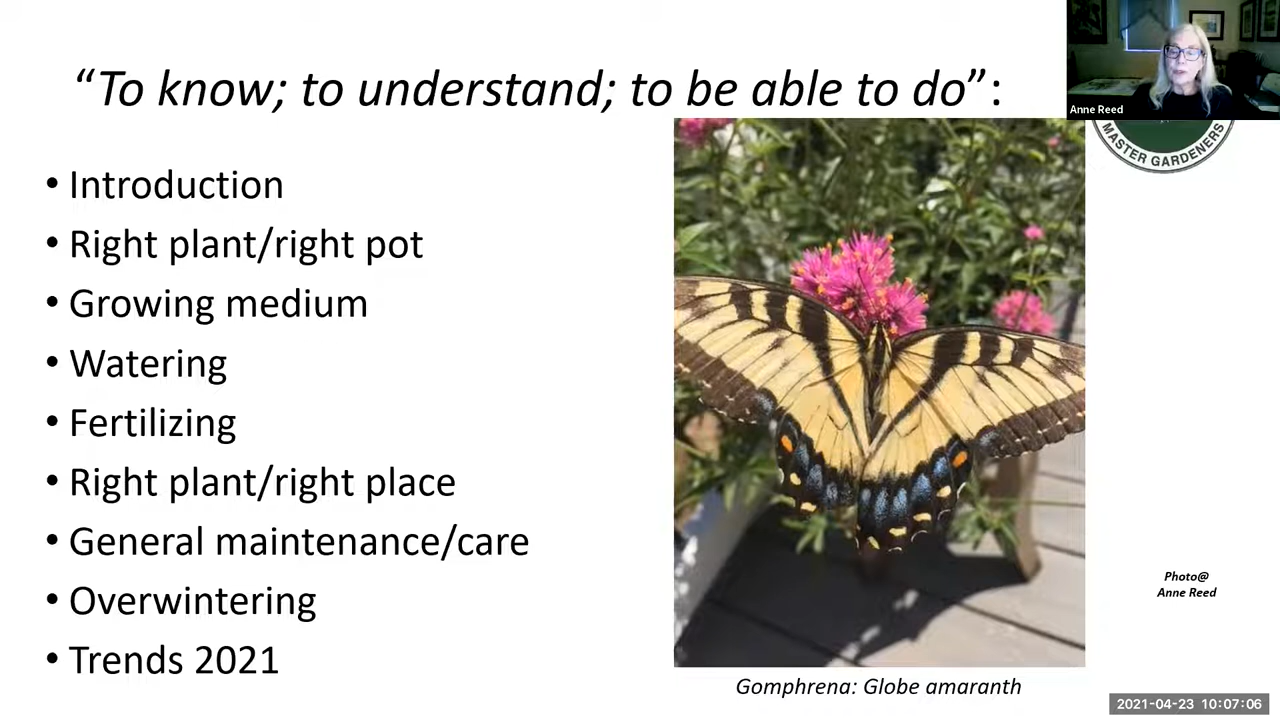 “To know; to understand; to be able to do”:
Anne Reed
MASTER GARDENERS
• Introduction
• Right plant/right pot
• Growing medium
• Watering
• Fertilizing
• Right plant/right place
• General maintenance/care
• Overwintering
• Trends 2021
Photo@
Anne Reed
Gomphrena: Globe amaranth
2021-04-23 10:07:06